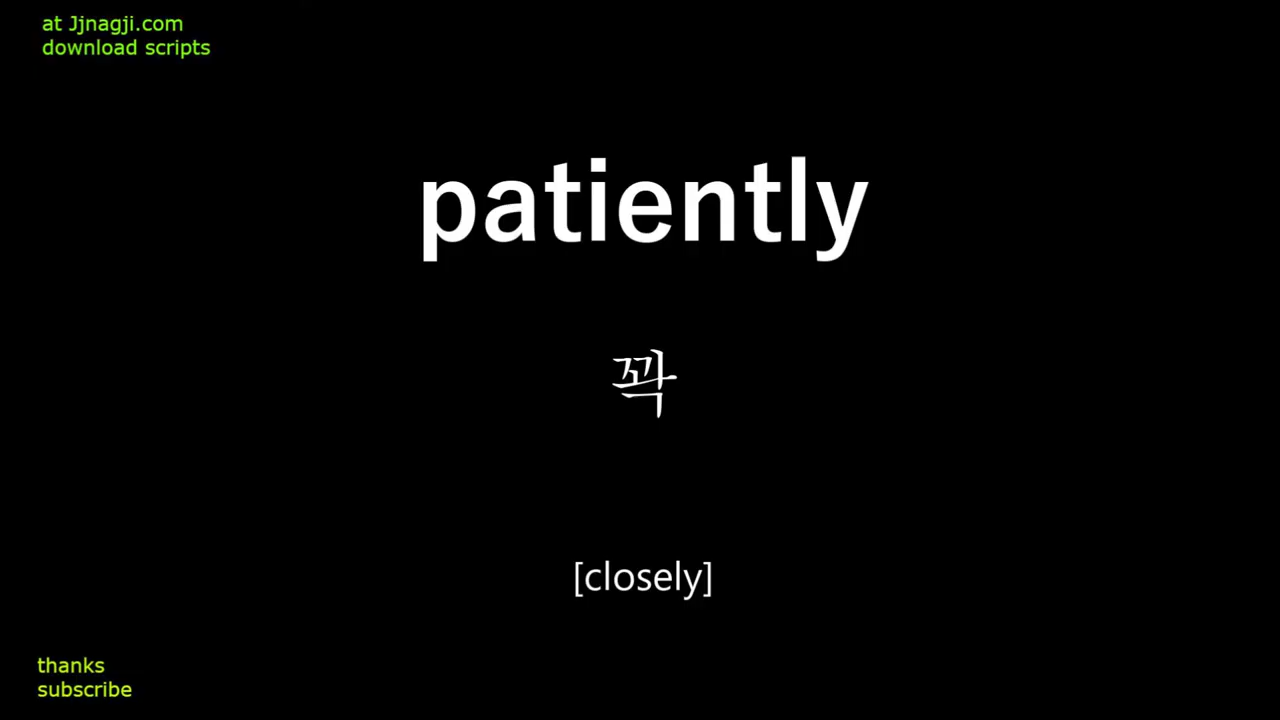 at Jjnagji.com
download scripts
patiently
꽉
[closely]
thanks
subscribe